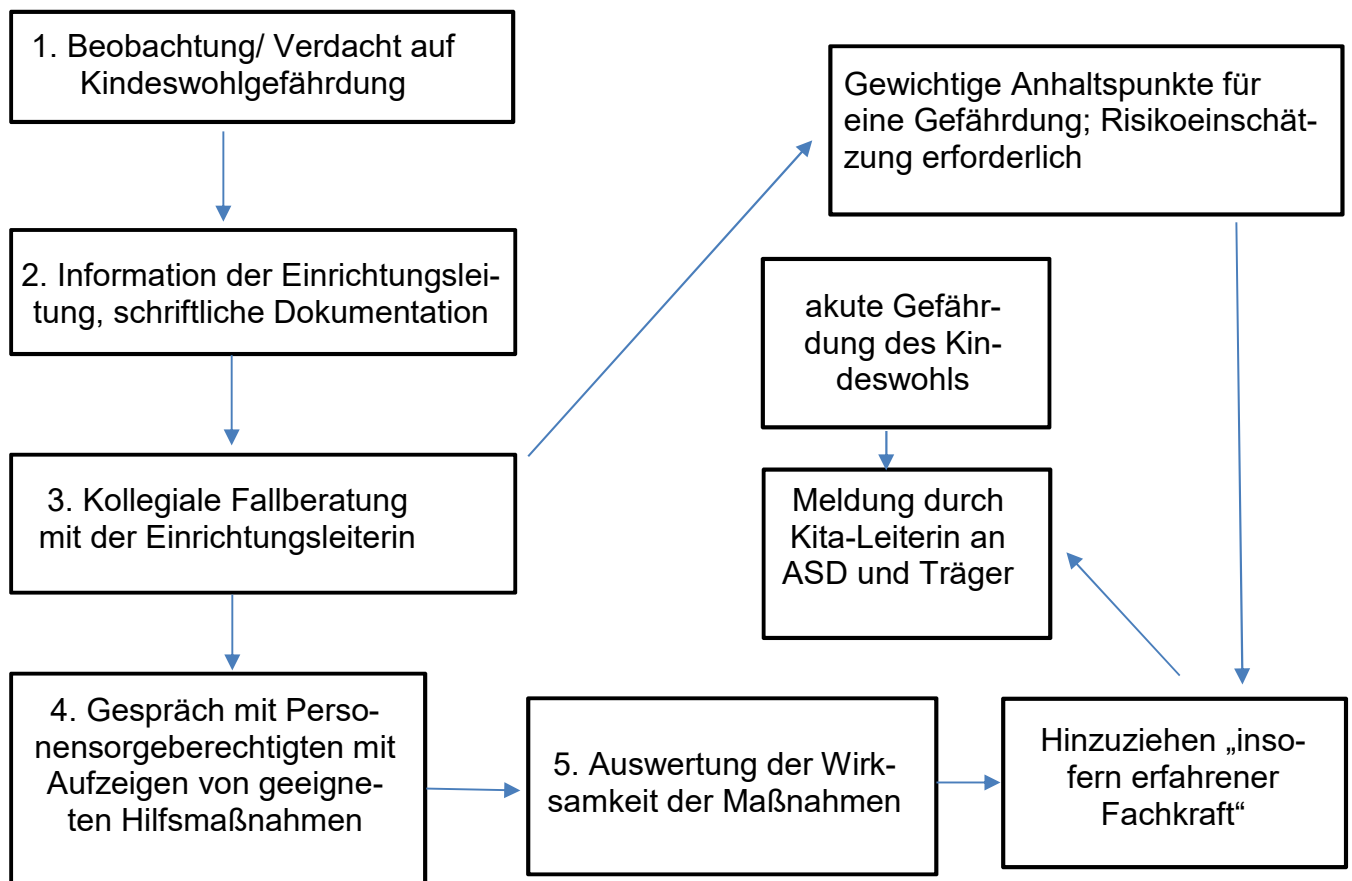 1. Beobachtung/ Verdacht auf
Kindeswohlgefährdung
2. Information der Einrichtungslei-
tung, schriftliche Dokumentation
3. Kollegiale Fallberatung
mit der Einrichtungsleiterin
4. Gespräch mit Perso-
nensorgeberechtigten mit
Aufzeigen von geeigne-
ten Hilfsmaßnahmen
5. Auswertung der Wirk-
samkeit der Maßnahmen
Gewichtige Anhaltspunkte für
eine Gefährdung; Risikoeinschät-
zung erforderlich
akute Gefähr-
dung des Kin-
deswohls
Meldung durch
Kita-Leiterin an
ASD und Träger
Hinzuziehen „inso-
fern erfahrener
Fachkraft“